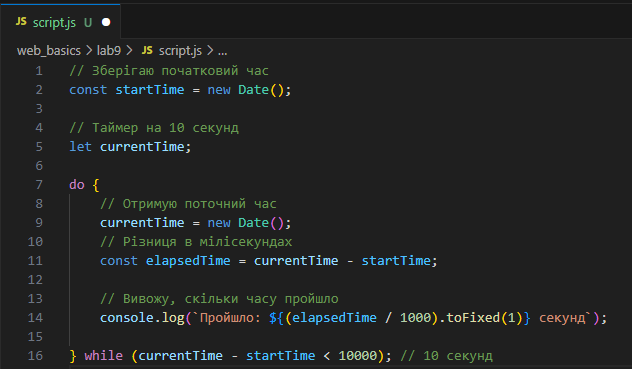 JS script.js U
web_basics > lab9 > JS script.js > ...
1 // Зберігаю початковий час
2 const startTime = new Date();
3
4 // Таймер на 10 секунд
5 let currentTime;
6
7 do {
8 // Отримую поточний час
9 currentTime = new Date();
10 // Різниця в мілісекундах
11 const elapsedTime = currentTime - startTime;
12
13 // Вивожу, скільки часу пройшло
14 console.log(`Пройшло: ${(elapsedTime / 1000).toFixed(1)} секунд`);
15
16 } while (currentTime - startTime < 10000); // 10 секунд